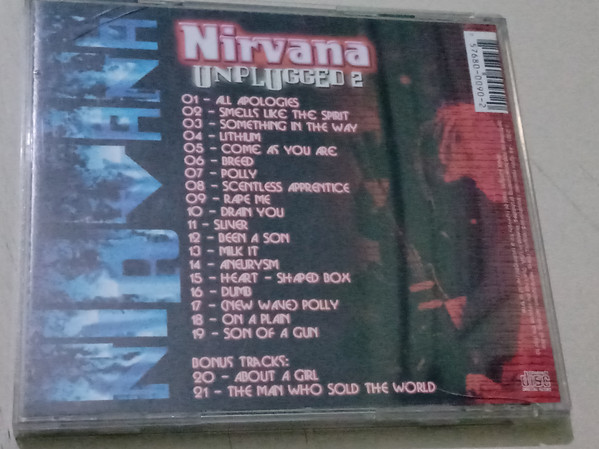 NIRVANA
Nirvana
UNPLUGGED 2
01 - ALL APOLOGIES
02 - SMELLS LIKE THE SPIRIT
03 - SOMETHING IN THE WAY
04 - LITHIUM
05 - COME AS YOU ARE
06 - BREED
07 - POLLY
08 - SCENTLESS APPRENTICE
09 - RAPE ME
10 - DRAIN YOU
11 - SLIVER
12 - BEEN A SON
13 - MILK IT
14 - ANEURYSM
15 - HEART - SHAPED BOX
16 - DUMB
17 - (NEW WAVE) POLLY
18 - ON A PLAIN
19 - SON OF A GUN
BONUS TRACKS:
20 - ABOUT A GIRL
21 - THE MAN WHO SOLD THE WORLD
57680-0090-2
disc